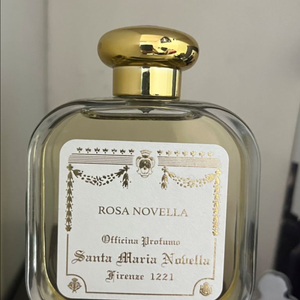 ROSA NOVELLA
Officina Profumo
Santa Maria Novella
Firenze 1221